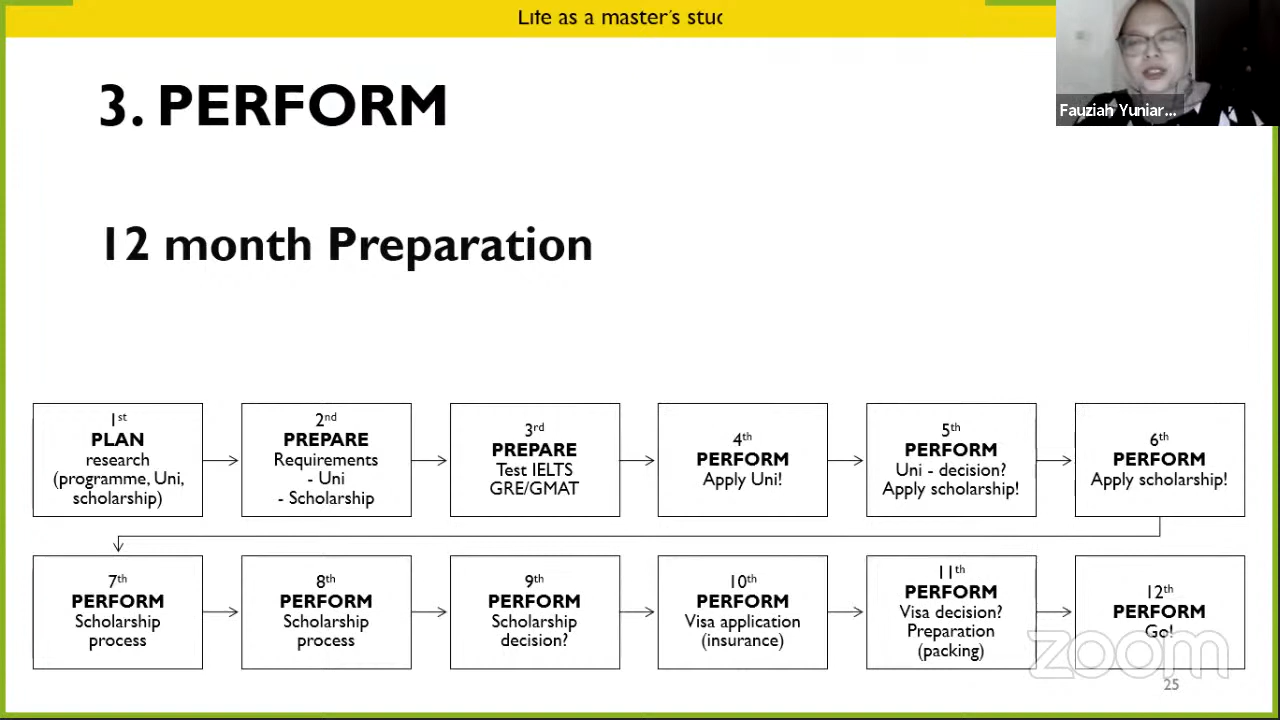 Life as a master's stud
Fauziah Yuniar...
3. PERFORM
12 month Preparation
1st
PLAN
research
(programme, Uni,
scholarship)
2nd
PREPARE
Requirements
- Uni
- Scholarship
3rd
PREPARE
Test IELTS
GRE/GMAT
4th
PERFORM
Apply Uni!
5th
PERFORM
Uni - decision?
Apply scholarship!
6th
PERFORM
Apply scholarship!
7th
PERFORM
Scholarship
process
8th
PERFORM
Scholarship
process
9th
PERFORM
Scholarship
decision?
10th
PERFORM
Visa application
(insurance)
11th
PERFORM
Visa decision?
Preparation
(packing)
12th
PERFORM
Go!
zoom
25